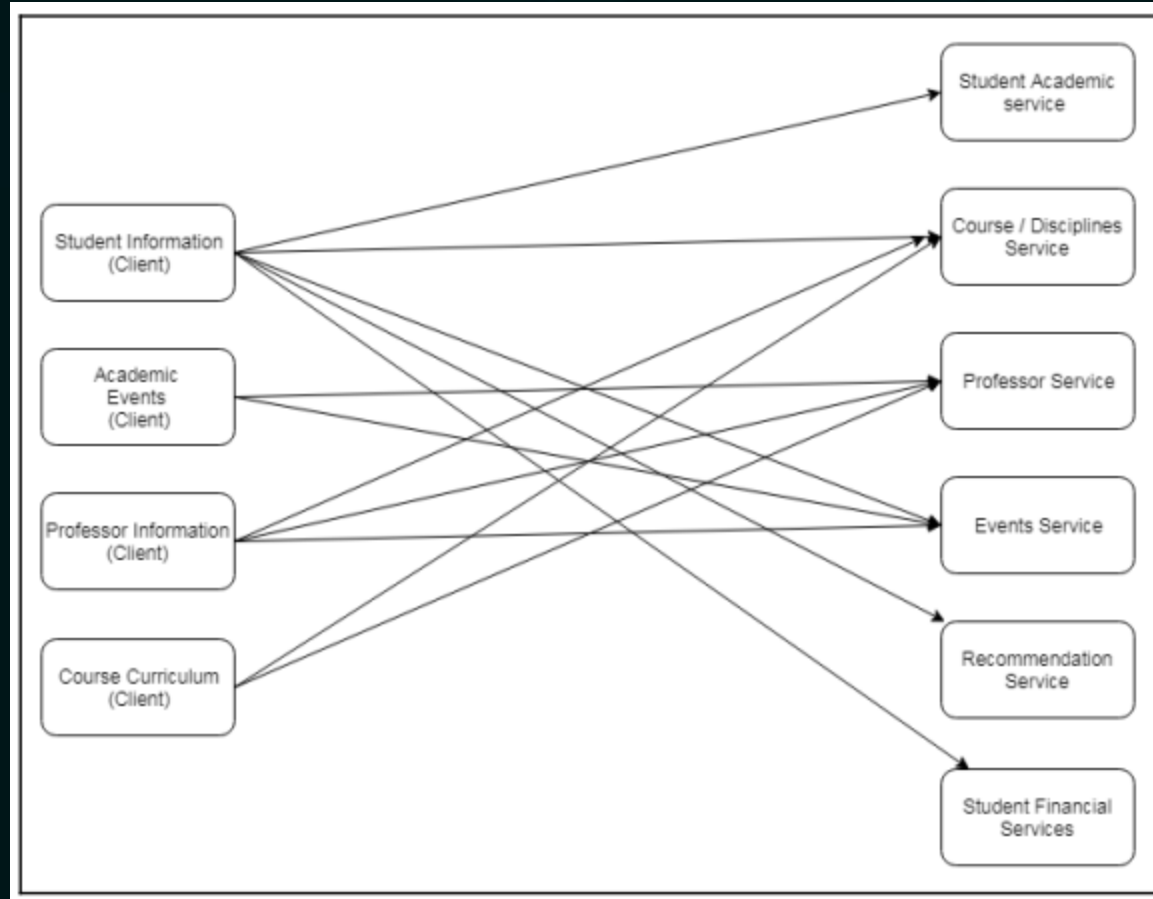 Student Academic
service
Student Information
(Client)
Course / Disciplines
Service
Academic
Events
(Client)
Professor Service
Professor Information
(Client)
Events Service
Course Curriculum
(Client)
Recommendation
Service
Student Financial
Services